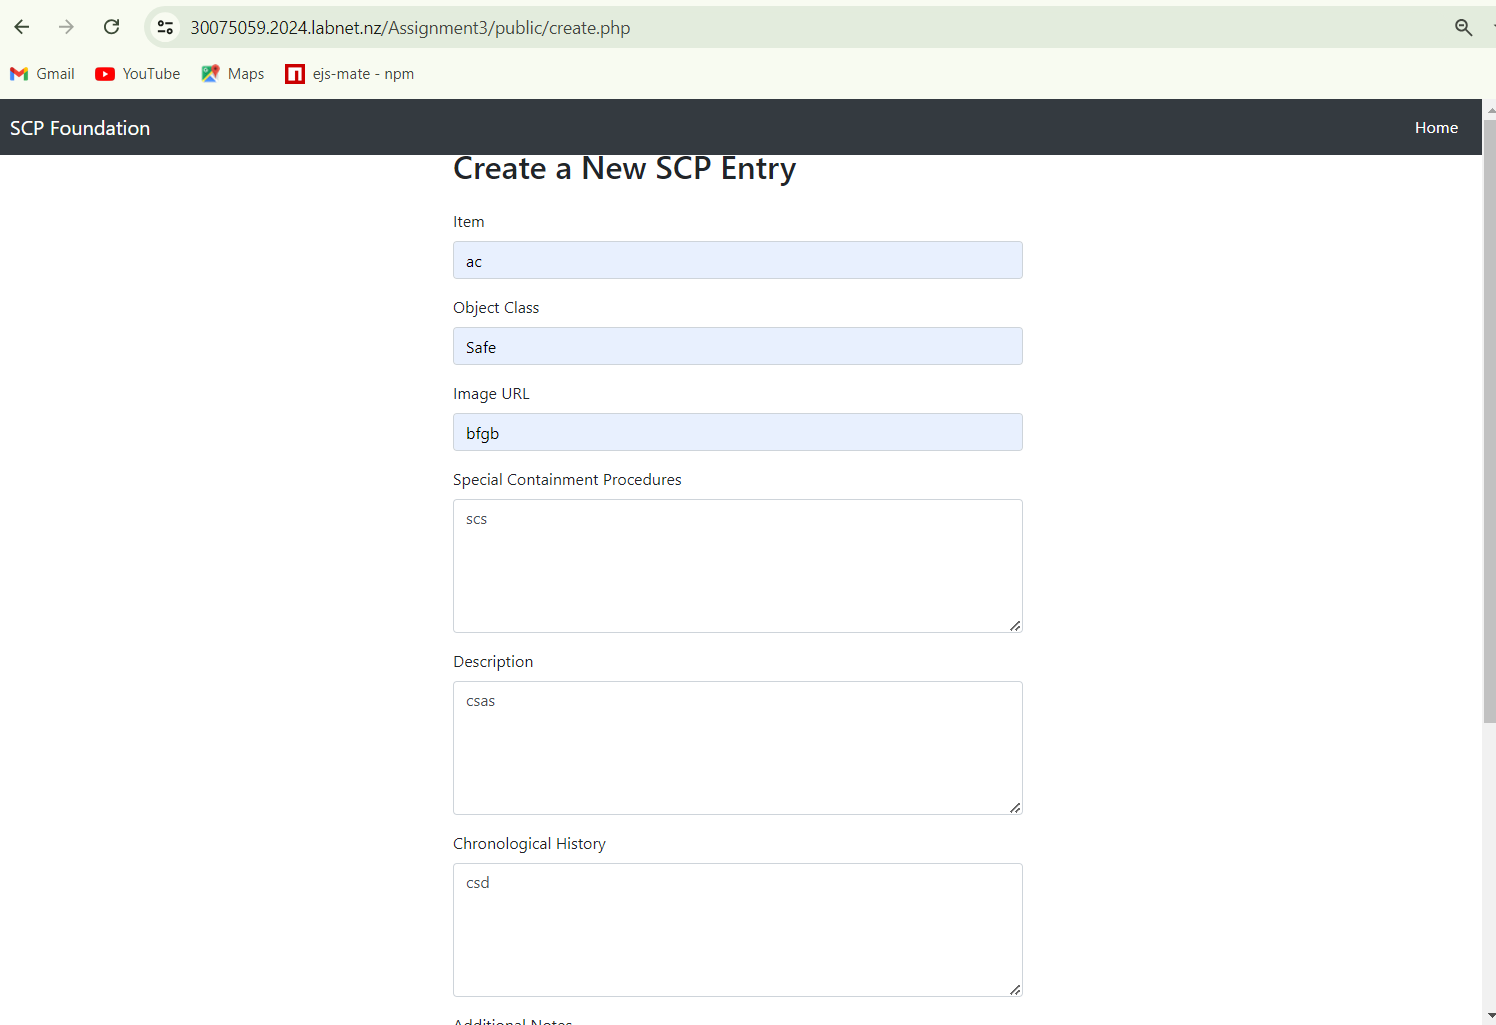 30075059.2024.labnet.nz/Assignment3/public/create.php
Gmail YouTube Maps ejs-mate - npm
SCP Foundation Home
Create a New SCP Entry
Item
ac
Object Class
Safe
Image URL
bfgb
Special Containment Procedures
scs
Description
csas
Chronological History
csd
Additional Notes